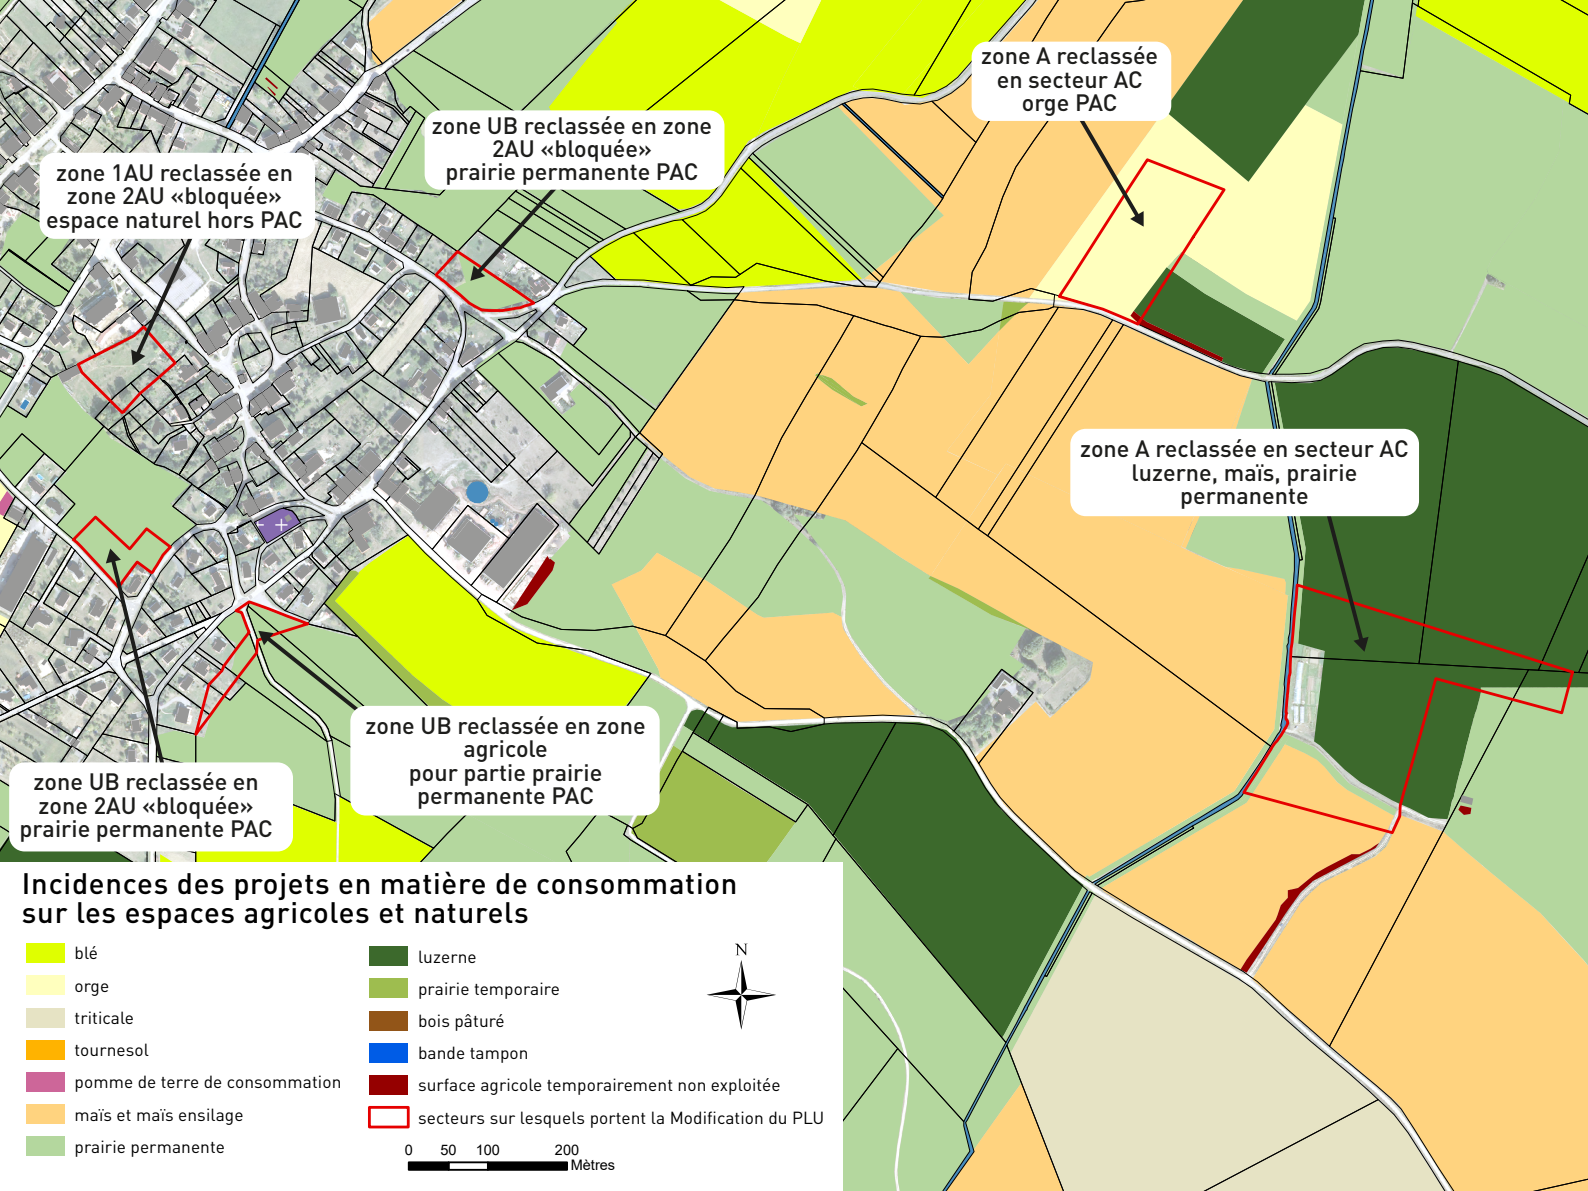 zone A reclassée
en secteur AC
orge PAC
zone UB reclassée en zone
2AU «bloquée»
prairie permanente PAC
zone 1AU reclassée en
zone 2AU «bloquée»
espace naturel hors PAC
zone A reclassée en secteur AC
luzerne, maïs, prairie
permanente
zone UB reclassée en zone
agricole
pour partie prairie
permanente PAC
zone UB reclassée en
zone 2AU «bloquée»
prairie permanente PAC
Incidences des projets en matière de consommation
sur les espaces agricoles et naturels
blé
orge
triticale
tournesol
pomme de terre de consommation
maïs et maïs ensilage
prairie permanente
luzerne
prairie temporaire
bois pâturé
bande tampon
surface agricole temporairement non exploitée
secteurs sur lesquels portent la Modification du PLU
N
0 50 100 200
Mètres